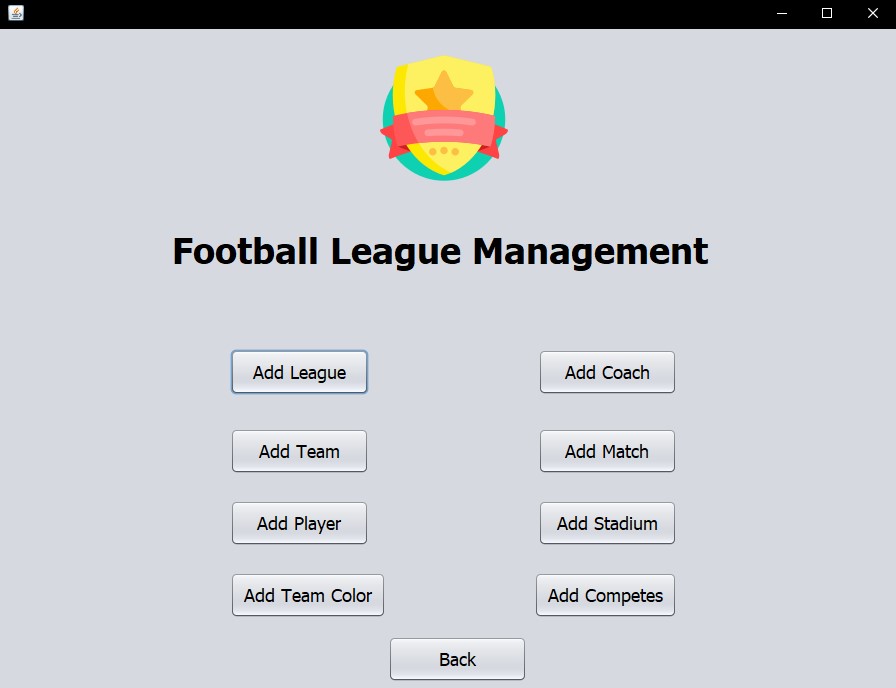 Football League Management
Add League
Add Coach
Add Team
Add Match
Add Player
Add Stadium
Add Team Color
Add Competes
Back